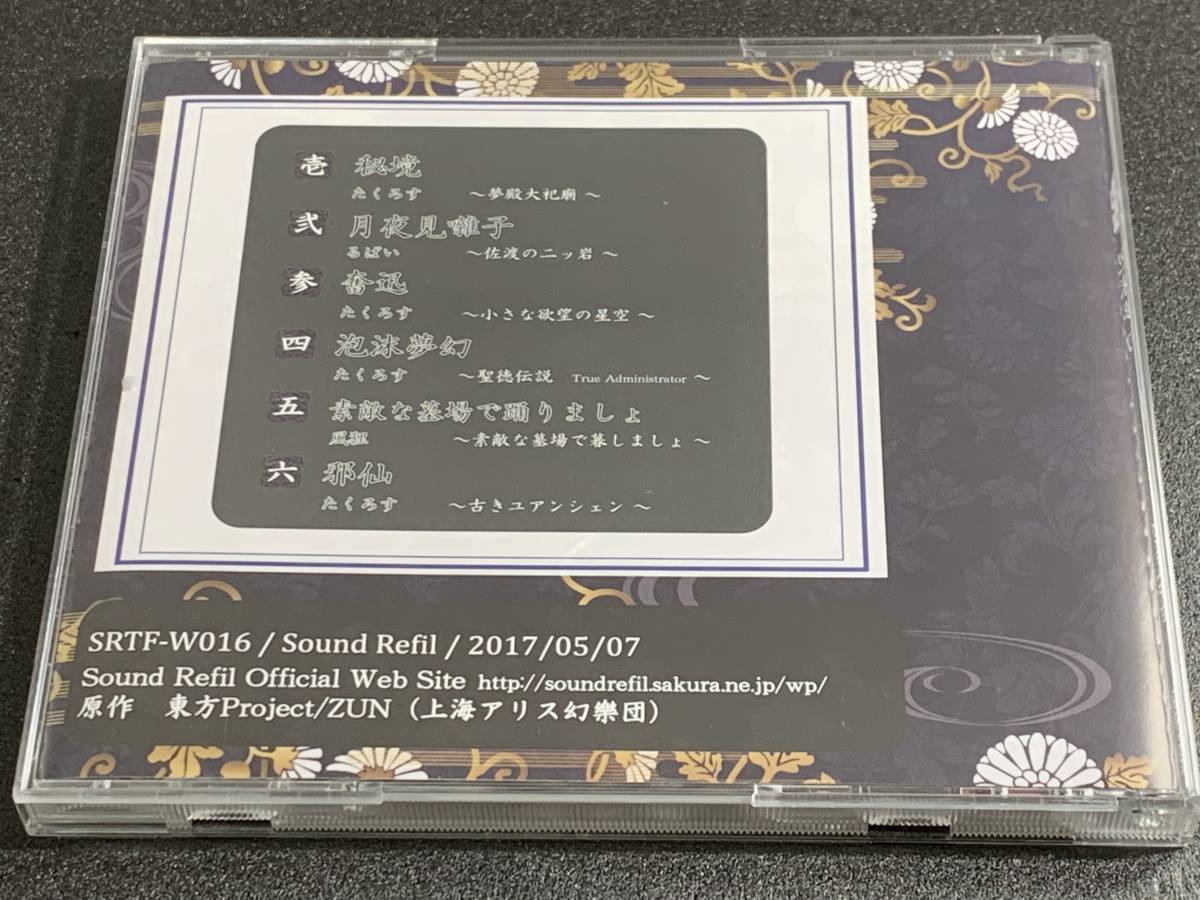 壱 秘境
たくろす ～夢殿大祀廟～
弐 月夜見囃子
るばい ～佐渡の二ッ岩～
参 奮迅
たくろす ～小さな欲望の星空～
四 泡沫夢幻
たくろす ～聖徳伝説 True Administrator～
五 素敵な墓場で踊りましょ
風狸 ～素敵な墓場で暮しましょ～
六 邪仙
たくろす ～古きユアンシェン～
SRTF-W016 / Sound Refil / 2017/05/07
Sound Refil Official Web Site http://soundrefil.sakura.ne.jp/wp/
原作 東方Project/ZUN（上海アリス幻樂団）